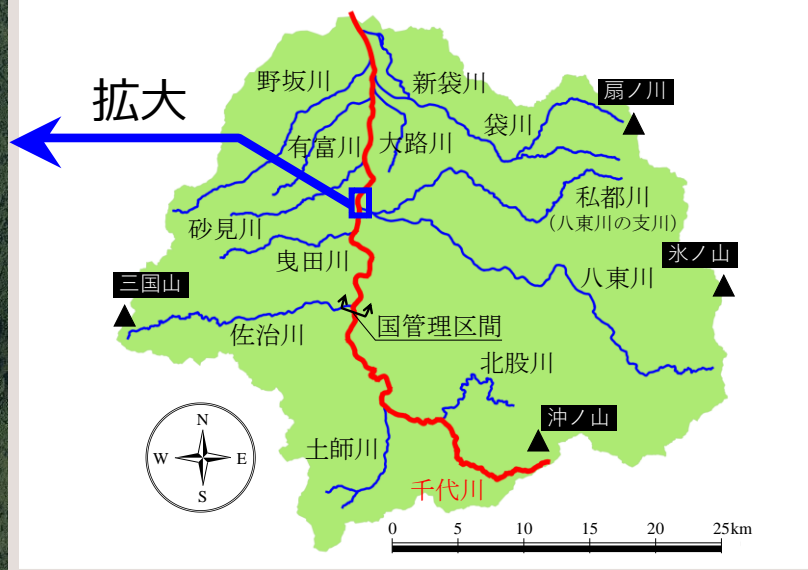 拡大
野坂川
新袋川
扇ノ川
袋川
有富川
大路川
私都川
(八東川の支川)
砂見川
曳田川
氷ノ山
八東川
三国山
佐治川
国管理区間
北股川
沖ノ山
土師川
千代川
N
W
E
S
0 5 10 15 20 25km